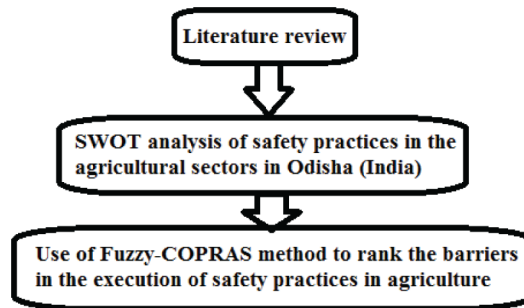 Literature review
SWOT analysis of safety practices in the
agricultural sectors in Odisha (India)
Use of Fuzzy-COPRAS method to rank the barriers
in the execution of safety practices in agriculture